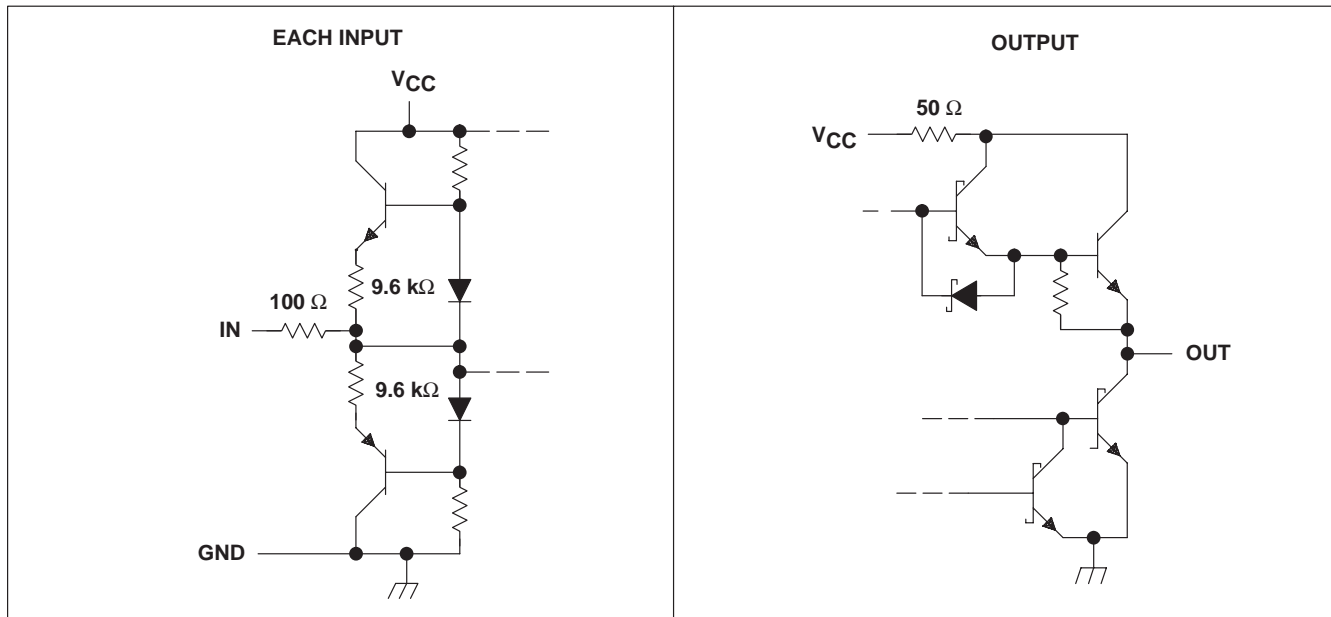 EACH INPUT
VCC
9.6 kΩ
100 Ω
IN
9.6 kΩ
GND
OUTPUT
50 Ω
VCC
OUT